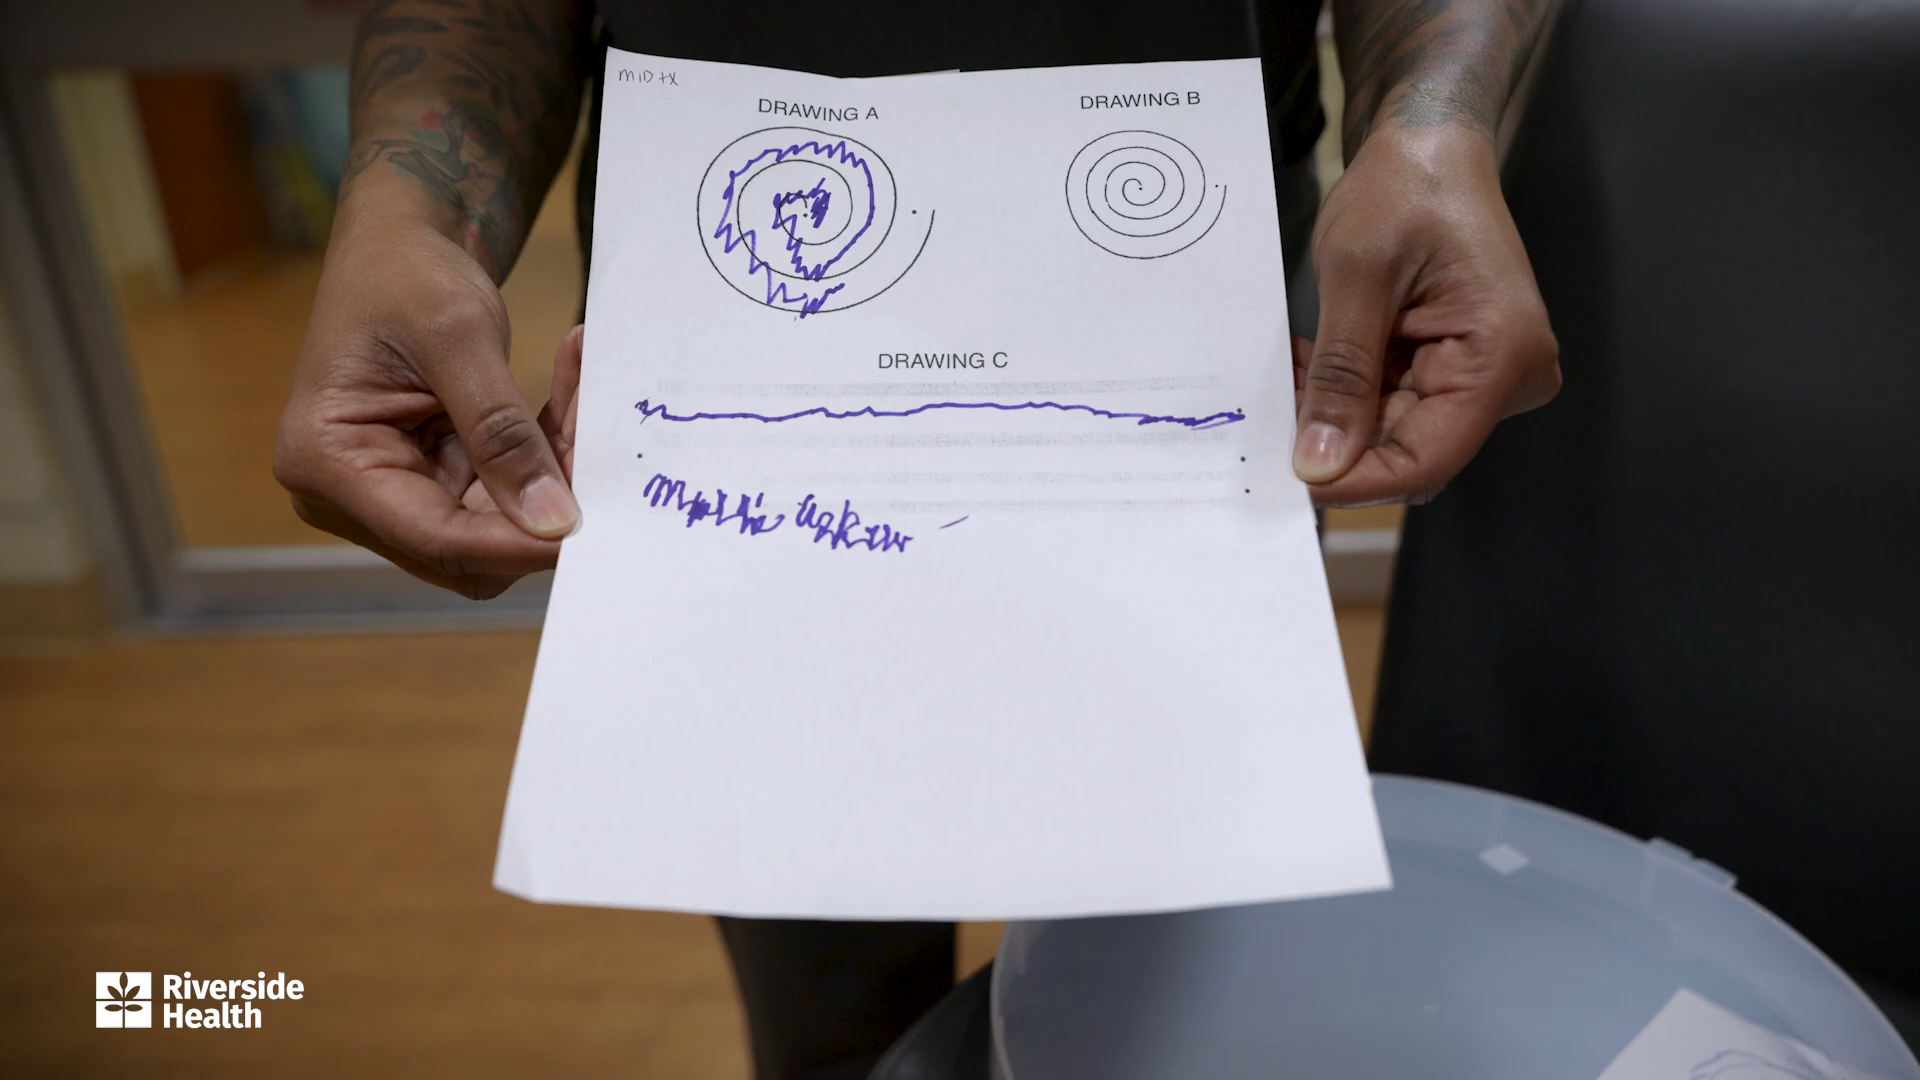 MID tx
DRAWING A
DRAWING B
DRAWING C
Riverside
Health